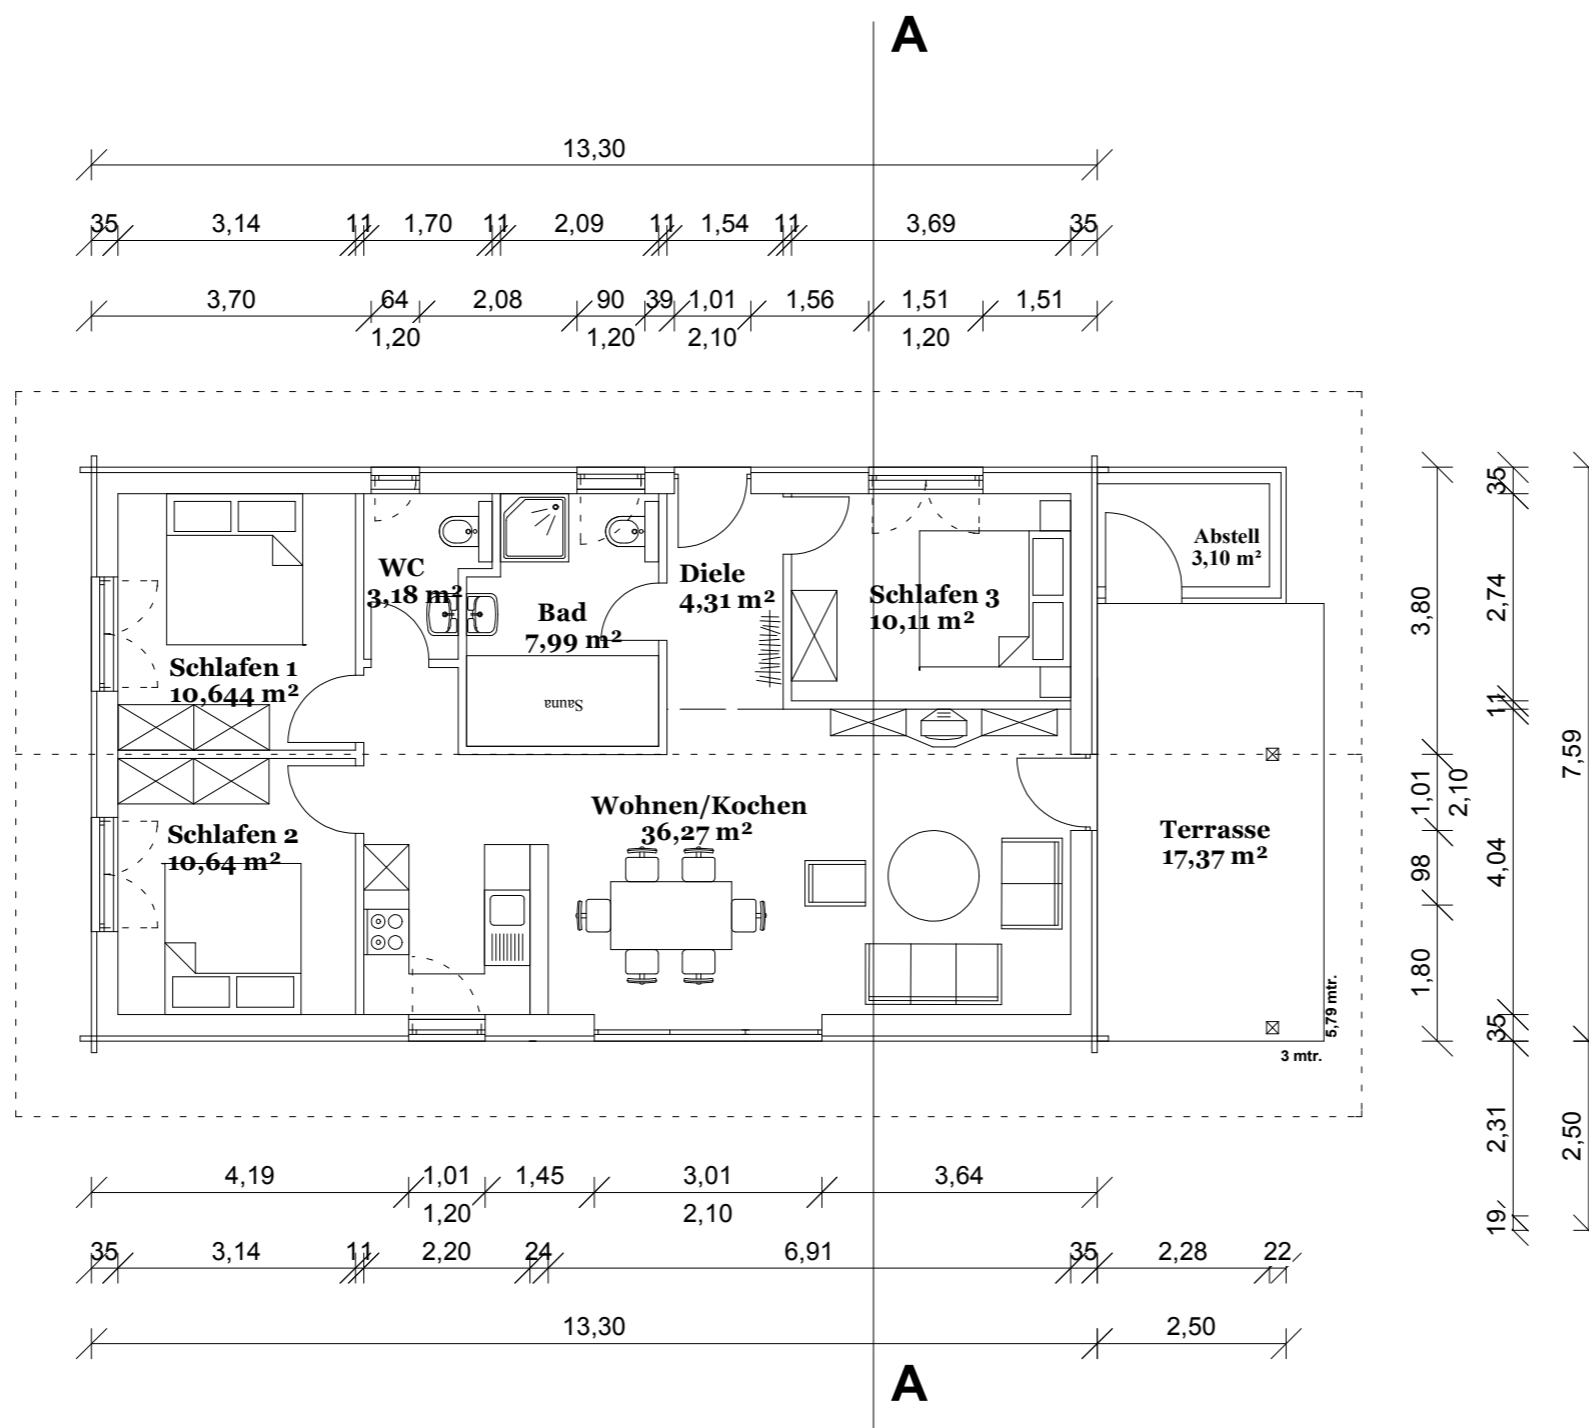 A
13,30
35 3,14 11 1,70 11 2,09 11 1,54 11 3,69 35
3,70 64 2,08 90 39 1,01 1,56 1,51 1,51
1,20 1,20 2,10 1,20
Abstell
3,10 m²
WC
3,18 m²
Diele
4,31 m²
Schlafen 3
10,11 m²
Bad
7,99 m²
Schlafen 1
10,644 m²
Sauna
Wohnen/Kochen
36,27 m²
Schlafen 2
10,64 m²
Terrasse
17,37 m²
5,79 mtr.
3 mtr.
3,80
1,01
2,10
98
1,80
35
2,74
11
4,04
35
2,31
19
7,59
2,50
4,19 1,01 1,45 3,01 3,64
1,20 2,10
35 3,14 11 2,20 24 6,91 35 2,28 22
13,30 2,50
A